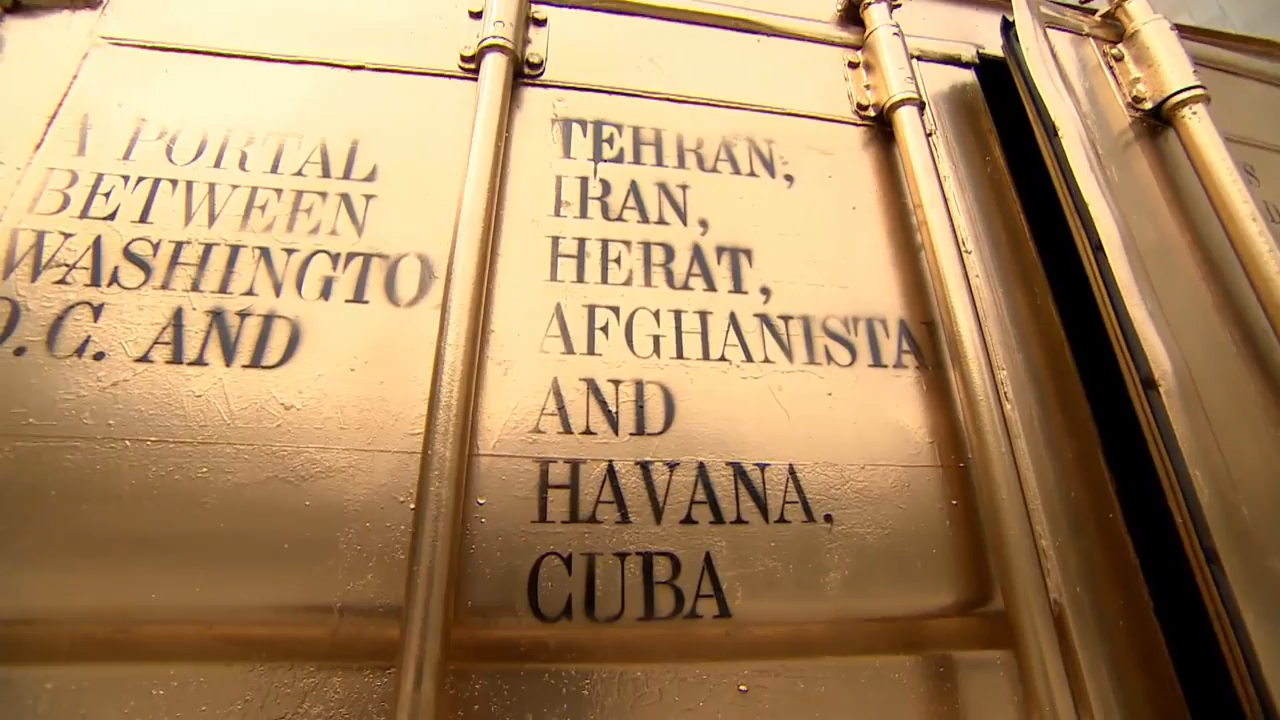 A PORTAL
BETWEEN
WASHINGTO
D.C. AND
TEHRAN,
IRAN,
HERAT,
AFGHANISTA
AND
HAVANA,
CUBA